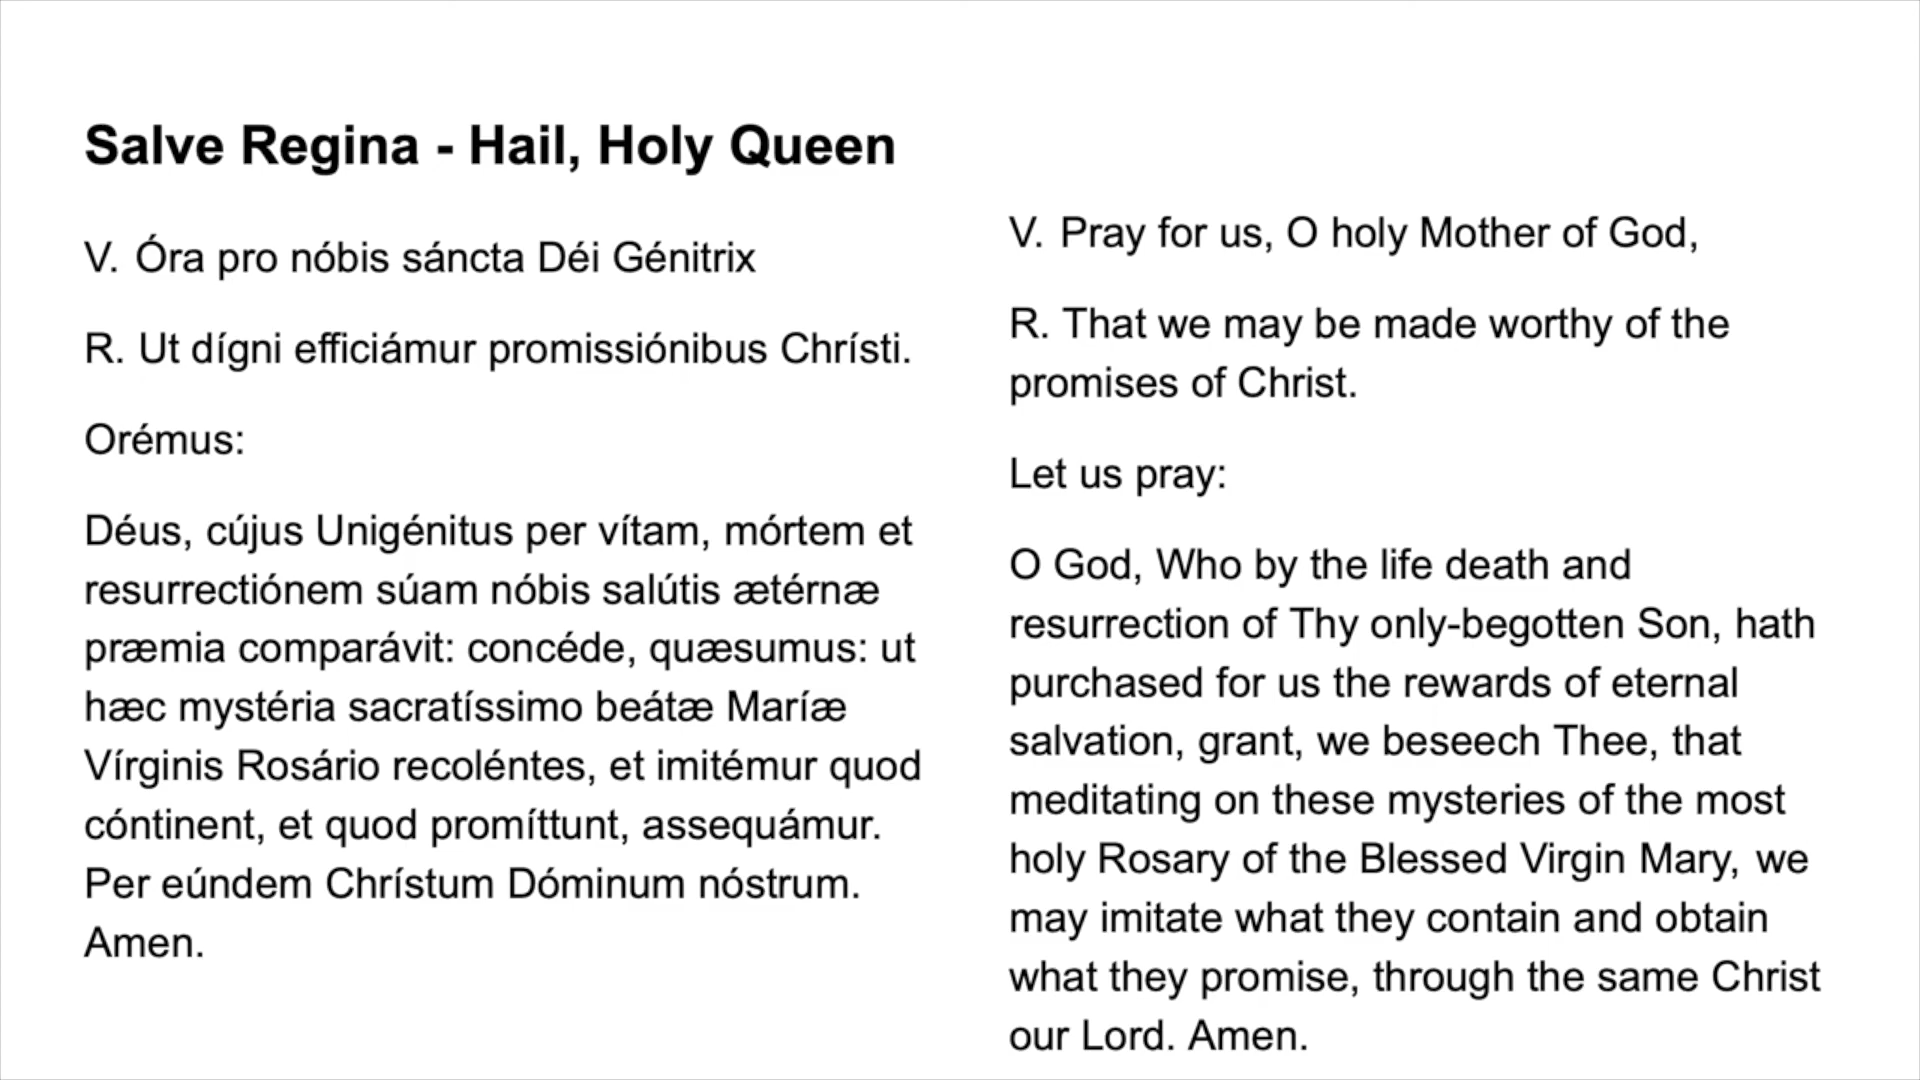 Salve Regina - Hail, Holy Queen
V. Óra pro nóbis sáncta Déi Génitrix
R. Ut dígni efficiámur promissiónibus Chrísti.
Orémus:
Déus, cújus Unigénitus per vítam, mórtem et
resurrectiónem súam nóbis salútis ætérnæ
præmia comparávit: concéde, quæsumus: ut
hæc mystéria sacratíssimo beátæ Maríæ
Vírginis Rosário recoléntes, et imitémur quod
cóntinent, et quod promíttunt, assequámur.
Per eúndem Chrístum Dóminum nóstrum.
Amen.
V. Pray for us, O holy Mother of God,
R. That we may be made worthy of the
promises of Christ.
Let us pray:
O God, Who by the life death and
resurrection of Thy only-begotten Son, hath
purchased for us the rewards of eternal
salvation, grant, we beseech Thee, that
meditating on these mysteries of the most
holy Rosary of the Blessed Virgin Mary, we
may imitate what they contain and obtain
what they promise, through the same Christ
our Lord. Amen.